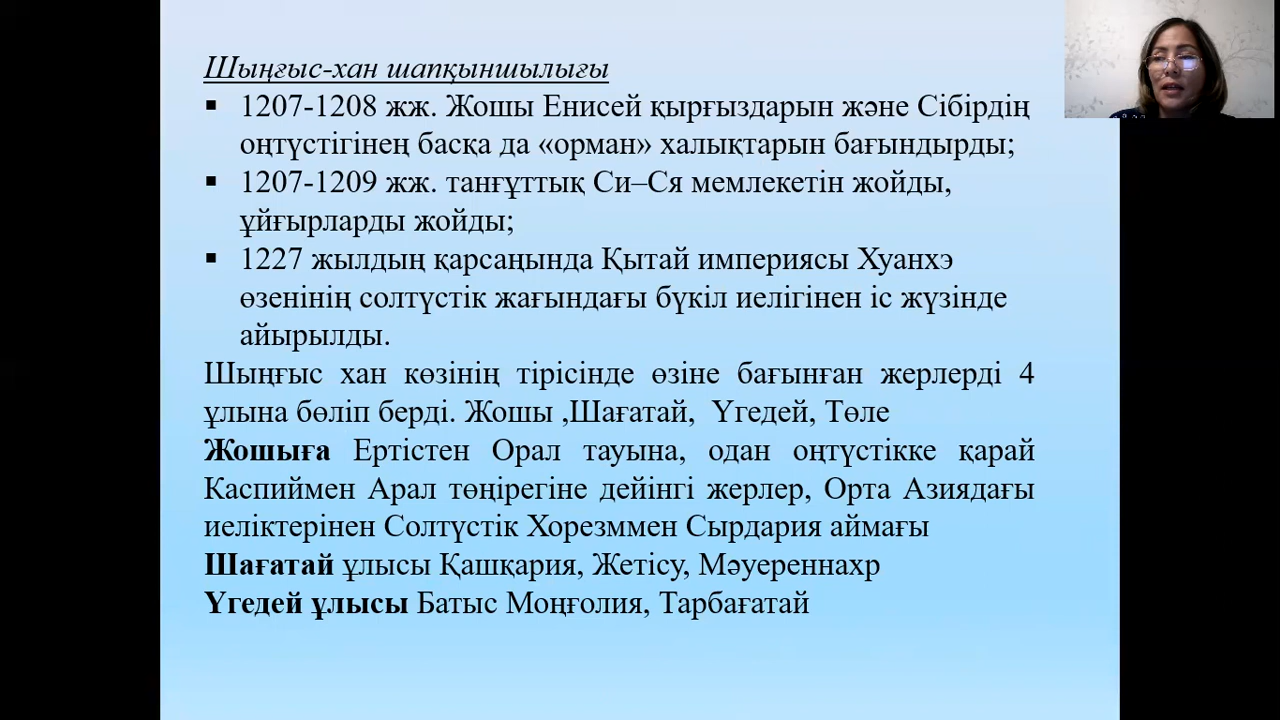 Шыңғыс-хан шапқыншылығы
▪ 1207-1208 жж. Жошы Енисей қырғыздарын және Сібірдің
оңтүстігінең басқа да «орман» халықтарын бағындырды;
▪ 1207-1209 жж. танғұттық Си–Ся мемлекетін жойды,
ұйғырларды жойды;
▪ 1227 жылдың қарсаңында Қытай империясы Хуанхэ
өзенінің солтүстік жағындағы бүкіл иелігінен іс жүзінде
айырылды.
Шыңғыс хан көзінің тірісінде өзіне бағынған жерлерді 4
ұлына бөліп берді. Жошы ,Шағатай, Үгедей, Төле
Жошыға Ертістен Орал тауына, одан оңтүстікке қарай
Каспиймен Арал төңірегіне дейінгі жерлер, Орта Азиядағы
иеліктерінен Солтүстік Хорезммен Сырдария аймағы
Шағатай ұлысы Қашқария, Жетісу, Мәуереннахр
Үгедей ұлысы Батыс Моңғолия, Тарбағатай